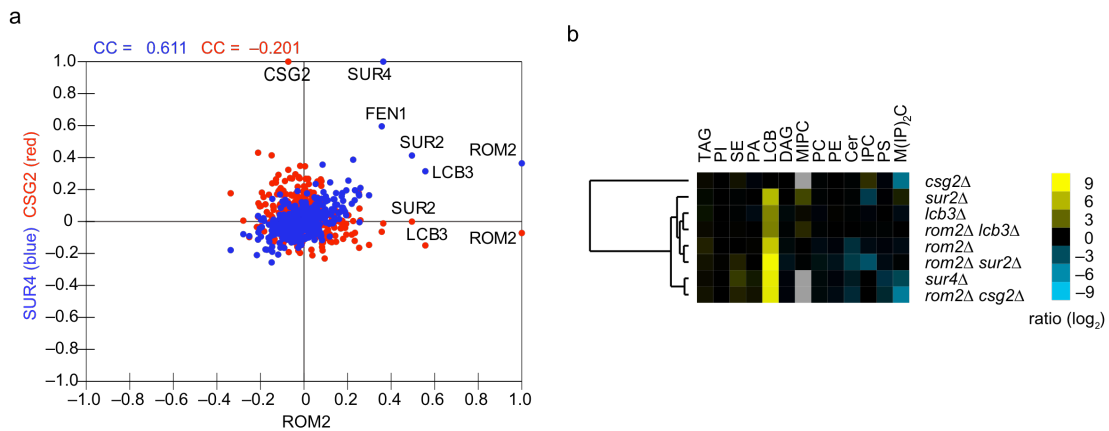 a
CC = 0.611 CC = –0.201
1.0
0.8
0.6
0.4
0.2
0
–0.2
–0.4
–0.6
–0.8
–1.0
SUR4 (blue) CSG2 (red)
CSG2
SUR4
FEN1
SUR2
ROM2
LCB3
SUR2
LCB3
ROM2
–1.0 –0.8 –0.6 –0.4 –0.2 0 0.2 0.4 0.6 0.8 1.0
ROM2
b
TAG PI SE PA LCB DAG MIPC PC PE Cer IPC PS M(IP)₂C
csg2Δ
sur2Δ
lcb3Δ
rom2Δ lcb3Δ
rom2Δ
rom2Δ sur2Δ
sur4Δ
rom2Δ csg2Δ
9
6
3
0
–3
–6
–9
ratio (log₂)